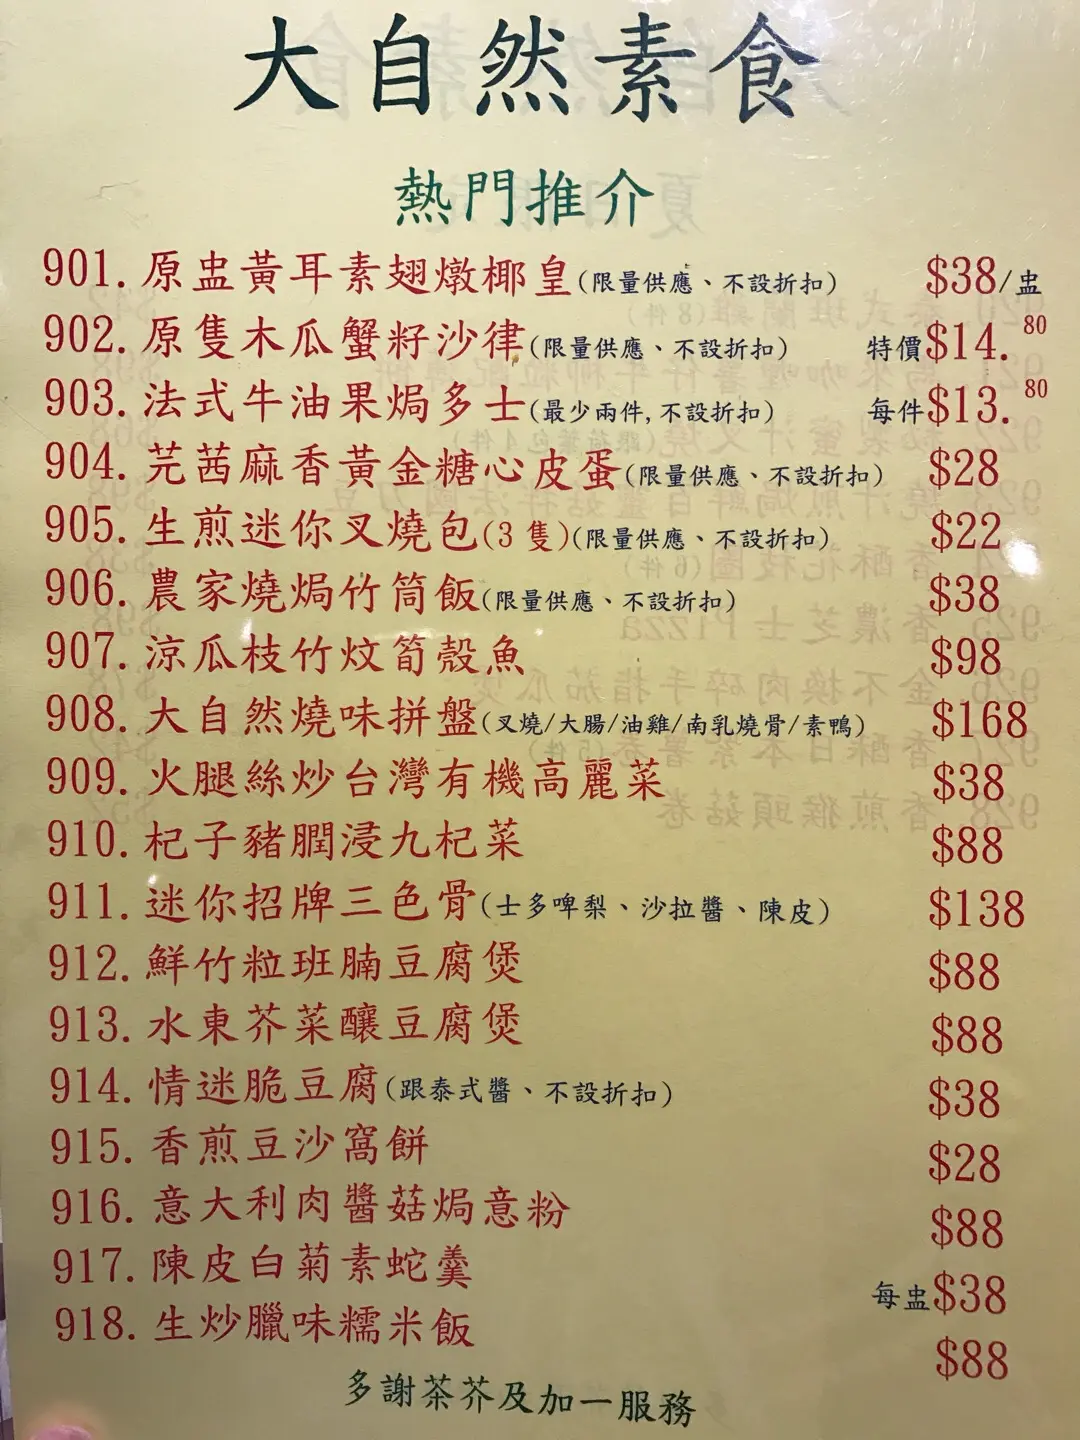 大自然素食
熱門推介
901. 原盅黃耳素翅燉椰皇(限量供應、不設折扣) $38/盅
902. 原隻木瓜蟹籽沙律(限量供應、不設折扣) 特價$14.80
903. 法式牛油果焗多士(最少兩件,不設折扣) 每件$13.80
904. 芫茜麻香黃金糖心皮蛋(限量供應、不設折扣) $28
905. 生煎迷你叉燒包(3 隻)(限量供應、不設折扣) $22
906. 農家燒焗竹筒飯(限量供應、不設折扣) $38
907. 涼瓜枝竹炆筍殼魚 $98
908. 大自然燒味拼盤(叉燒/大腸/油雞/南乳燒骨/素鴨) $168
909. 火腿絲炒台灣有機高麗菜 $38
910. 杞子豬膶浸九杞菜 $88
911. 迷你招牌三色骨(士多啤梨、沙拉醬、陳皮) $138
912. 鮮竹粒班腩豆腐煲 $88
913. 水東芥菜釀豆腐煲 $88
914. 情迷脆豆腐(跟泰式醬、不設折扣) $38
915. 香煎豆沙窩餅 $28
916. 意大利肉醬菇焗意粉 $88
917. 陳皮白菊素蛇羹 每盅$38
918. 生炒臘味糯米飯 $88
多謝茶芥及加一服務